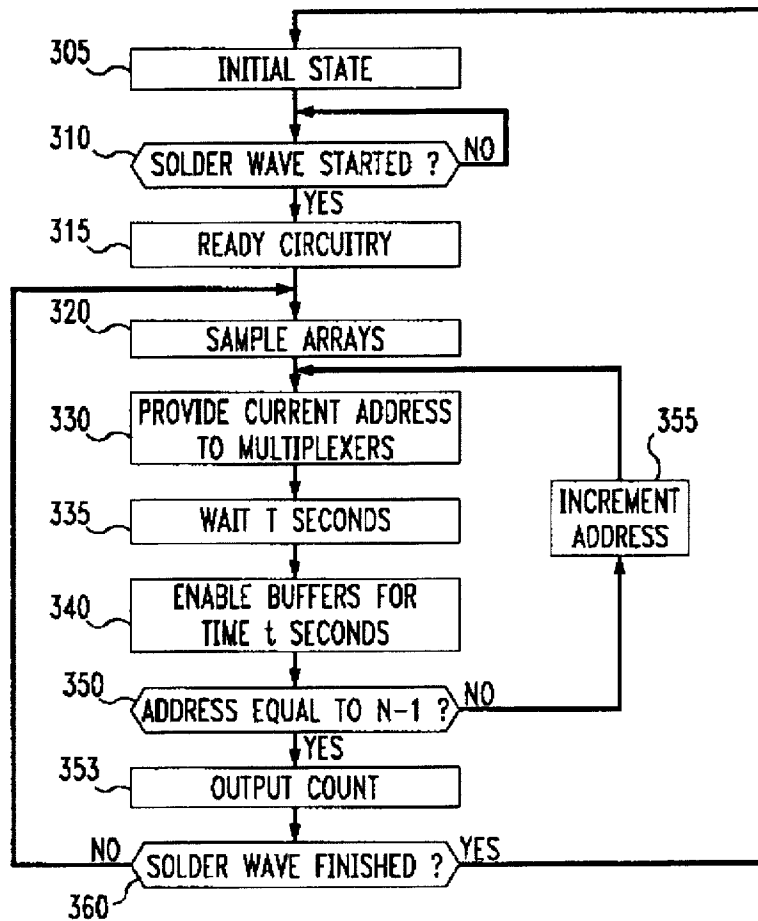 305
INITIAL STATE
310
SOLDER WAVE STARTED ?
NO
YES
315
READY CIRCUITRY
320
SAMPLE ARRAYS
330
PROVIDE CURRENT ADDRESS
TO MULTIPLEXERS
355
INCREMENT
ADDRESS
335
WAIT T SECONDS
340
ENABLE BUFFERS FOR
TIME t SECONDS
350
ADDRESS EQUAL TO N-1 ?
NO
YES
353
OUTPUT COUNT
NO
SOLDER WAVE FINISHED ?
YES
360